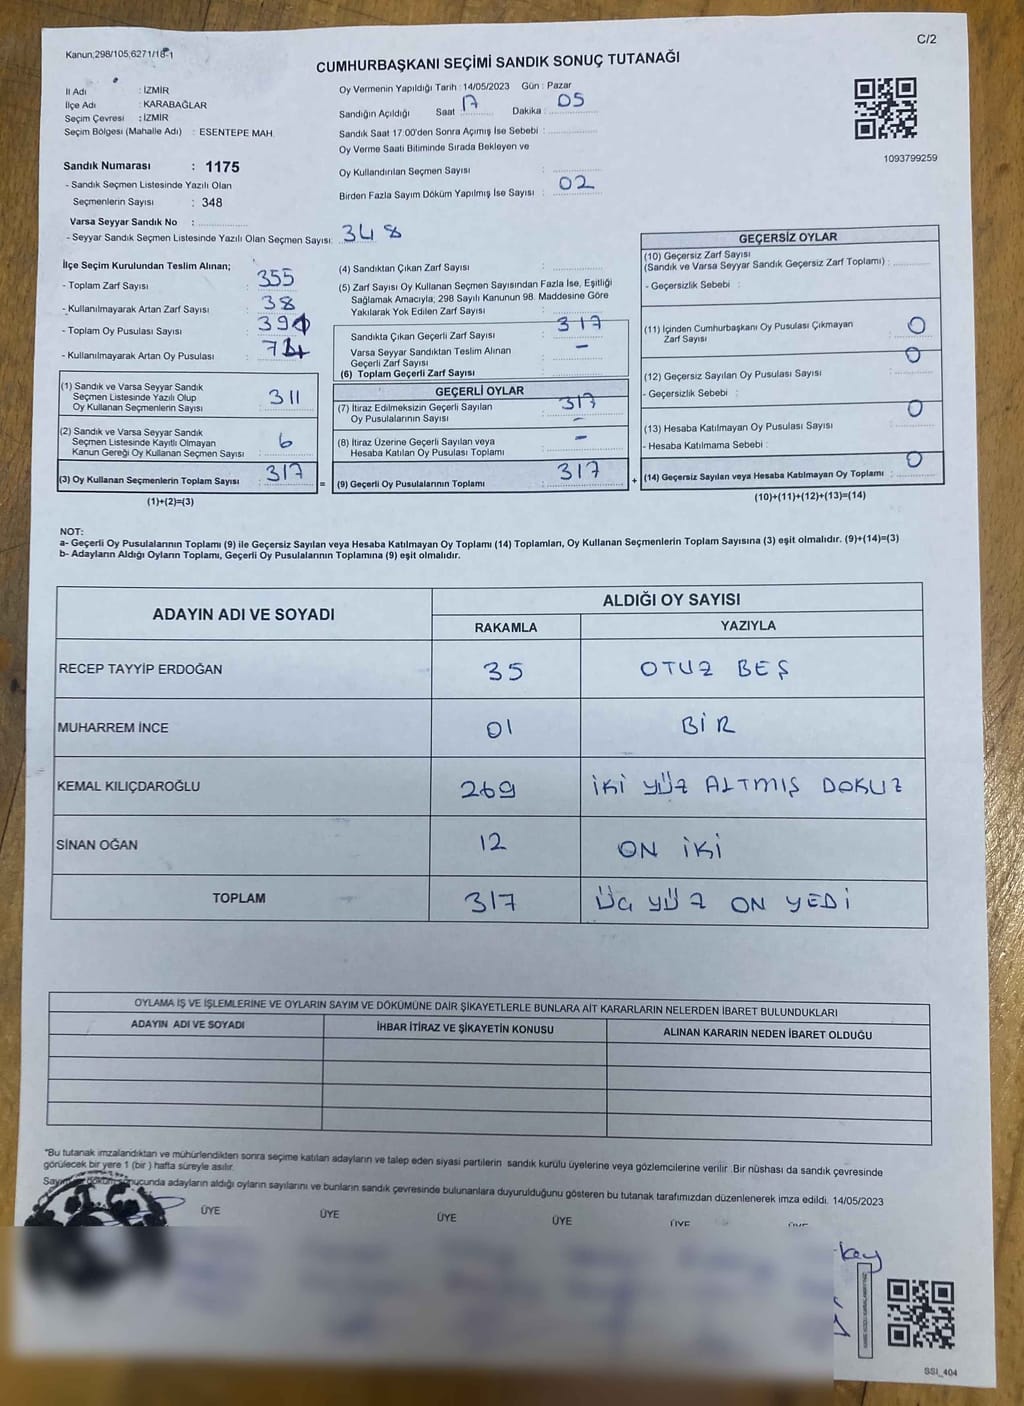 Kanun;298/105,6271/18-1
C/2
CUMHURBAŞKANI SEÇİMİ SANDIK SONUÇ TUTANAĞI
İl Adı : İZMİR
İlçe Adı : KARABAĞLAR
Seçim Çevresi : İZMİR
Seçim Bölgesi (Mahalle Adı) : ESENTEPE MAH.
Sandık Numarası : 1175
- Sandık Seçmen Listesinde Yazılı Olan
Seçmenlerin Sayısı : 348
Varsa Seyyar Sandık No :
- Seyyar Sandık Seçmen Listesinde Yazılı Olan Seçmen Sayısı: 348
Oy Vermenin Yapıldığı Tarih : 14/05/2023 Gün : Pazar
Sandığın Açıldığı Saat 17 Dakika : 05
Sandık Saat 17:00'den Sonra Açımış İse Sebebi :
Oy Verme Saati Bitiminde Sırada Bekleyen ve
Oy Kullandırılan Seçmen Sayısı :
Birden Fazla Sayım Döküm Yapılmış İse Sayısı : 02
1093799259
İlçe Seçim Kurulundan Teslim Alınan;
- Toplam Zarf Sayısı : 355
- Kullanılmayarak Artan Zarf Sayısı : 38
- Toplam Oy Pusulası Sayısı : 391
- Kullanılmayarak Artan Oy Pusulası : 74
(1) Sandık ve Varsa Seyyar Sandık
Seçmen Listesinde Yazılı Olup
Oy Kullanan Seçmenlerin Sayısı : 311
(2) Sandık ve Varsa Seyyar Sandık
Seçmen Listesinde Kayıtlı Olmayan
Kanun Gereği Oy Kullanan Seçmen Sayısı : 6
(3) Oy Kullanan Seçmenlerin Toplam Sayısı : 317
(1)+(2)=(3)
(4) Sandıktan Çıkan Zarf Sayısı :
(5) Zarf Sayısı Oy Kullanan Seçmen Sayısından Fazla İse, Eşitliği
Sağlamak Amacıyla; 298 Sayılı Kanunun 98. Maddesine Göre
Yakılarak Yok Edilen Zarf Sayısı :
Sandıkta Çıkan Geçerli Zarf Sayısı : 317
Varsa Seyyar Sandıktan Teslim Alınan
Geçerli Zarf Sayısı : -
(6) Toplam Geçerli Zarf Sayısı :
GEÇERLİ OYLAR
(7) İtiraz Edilmeksizin Geçerli Sayılan
Oy Pusulalarının Sayısı : 317
(8) İtiraz Üzerine Geçerli Sayılan veya
Hesaba Katılan Oy Pusulası Toplamı : -
= (9) Geçerli Oy Pusulalarının Toplamı : 317 +
GEÇERSİZ OYLAR
(10) Geçersiz Zarf Sayısı
(Sandık ve Varsa Seyyar Sandık Geçersiz Zarf Toplamı) :
- Geçersizlik Sebebi :
(11) İçinden Cumhurbaşkanı Oy Pusulası Çıkmayan
Zarf Sayısı : 0
(12) Geçersiz Sayılan Oy Pusulası Sayısı : 0
- Geçersizlik Sebebi :
(13) Hesaba Katılmayan Oy Pusulası Sayısı : 0
- Hesaba Katılmama Sebebi :
(14) Geçersiz Sayılan veya Hesaba Katılmayan Oy Toplamı : 0
(10)+(11)+(12)+(13)=(14)
NOT:
a- Geçerli Oy Pusulalarının Toplamı (9) ile Geçersiz Sayılan veya Hesaba Katılmayan Oy Toplamı (14) Toplamları, Oy Kullanan Seçmenlerin Toplam Sayısına (3) eşit olmalıdır. (9)+(14)=(3)
b- Adayların Aldığı Oyların Toplamı, Geçerli Oy Pusulalarının Toplamına (9) eşit olmalıdır.
ADAYIN ADI VE SOYADI
ALDIĞI OY SAYISI
RAKAMLA YAZIYLA
RECEP TAYYİP ERDOĞAN 35 OTUZ BEŞ
MUHARREM İNCE 01 BİR
KEMAL KILIÇDAROĞLU 269 İKİ YÜZ ALTMIŞ DOKUZ
SİNAN OĞAN 12 ON İKİ
TOPLAM 317 ÜÇ YÜZ ON YEDİ
OYLAMA İŞ VE İŞLEMLERİNE VE OYLARIN SAYIM VE DÖKÜMÜNE DAİR ŞİKAYETLERLE BUNLARA AİT KARARLARIN NELERDEN İBARET BULUNDUKLARI
ADAYIN ADI VE SOYADI İHBAR İTİRAZ VE ŞİKAYETİN KONUSU ALINAN KARARIN NEDEN İBARET OLDUĞU
*Bu tutanak imzalandıktan ve mühürlendikten sonra seçime katılan adayların ve talep eden siyasi partilerin sandık kurulu üyelerine veya gözlemcilerine verilir .Bir nüshası da sandık çevresinde
görülecek bir yere 1 (bir ) hafta süreyle asılır.
Sayım döküm sonucunda adayların aldığı oyların sayılarını ve bunların sandık çevresinde bulunanlara duyurulduğunu gösteren bu tutanak tarafımızdan düzenlenerek imza edildi. 14/05/2023
ÜYE ÜYE ÜYE ÜYE ÜYE ÜYE
SSI_404